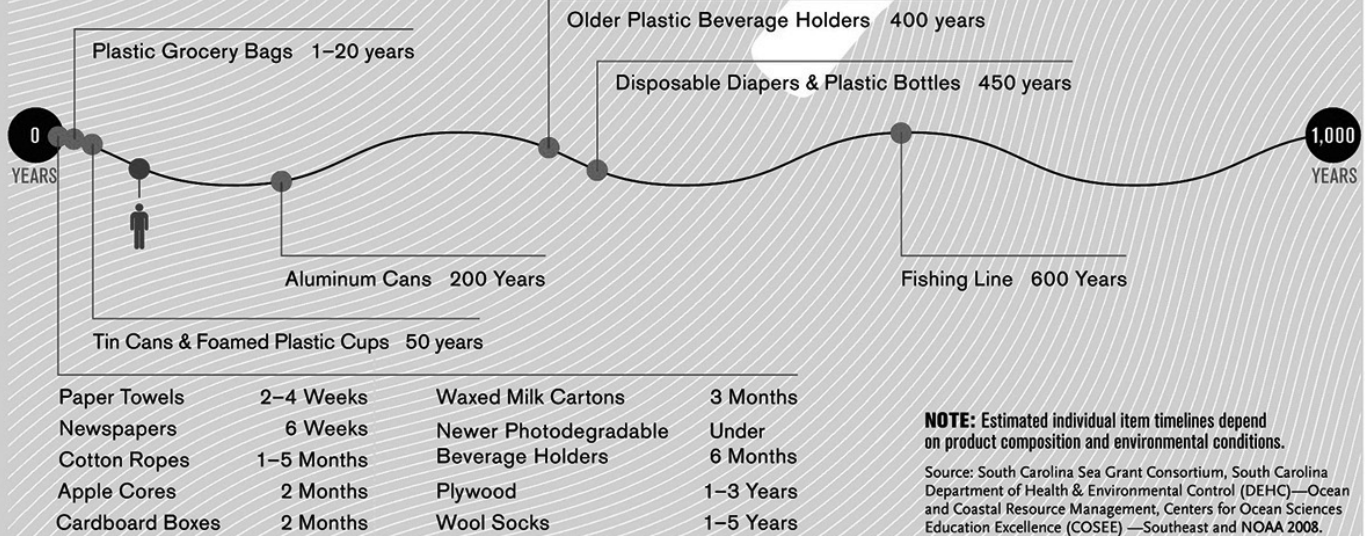 Older Plastic Beverage Holders 400 years
Plastic Grocery Bags 1–20 years
Disposable Diapers & Plastic Bottles 450 years
0
YEARS
1,000
YEARS
Aluminum Cans 200 Years
Fishing Line 600 Years
Tin Cans & Foamed Plastic Cups 50 years
Paper Towels 2–4 Weeks
Newspapers 6 Weeks
Cotton Ropes 1–5 Months
Apple Cores 2 Months
Cardboard Boxes 2 Months
Waxed Milk Cartons 3 Months
Newer Photodegradable Under
Beverage Holders 6 Months
Plywood 1–3 Years
Wool Socks 1–5 Years
NOTE: Estimated individual item timelines depend
on product composition and environmental conditions.
Source: South Carolina Sea Grant Consortium, South Carolina
Department of Health & Environmental Control (DEHC)—Ocean
and Coastal Resource Management, Centers for Ocean Sciences
Education Excellence (COSEE) —Southeast and NOAA 2008.